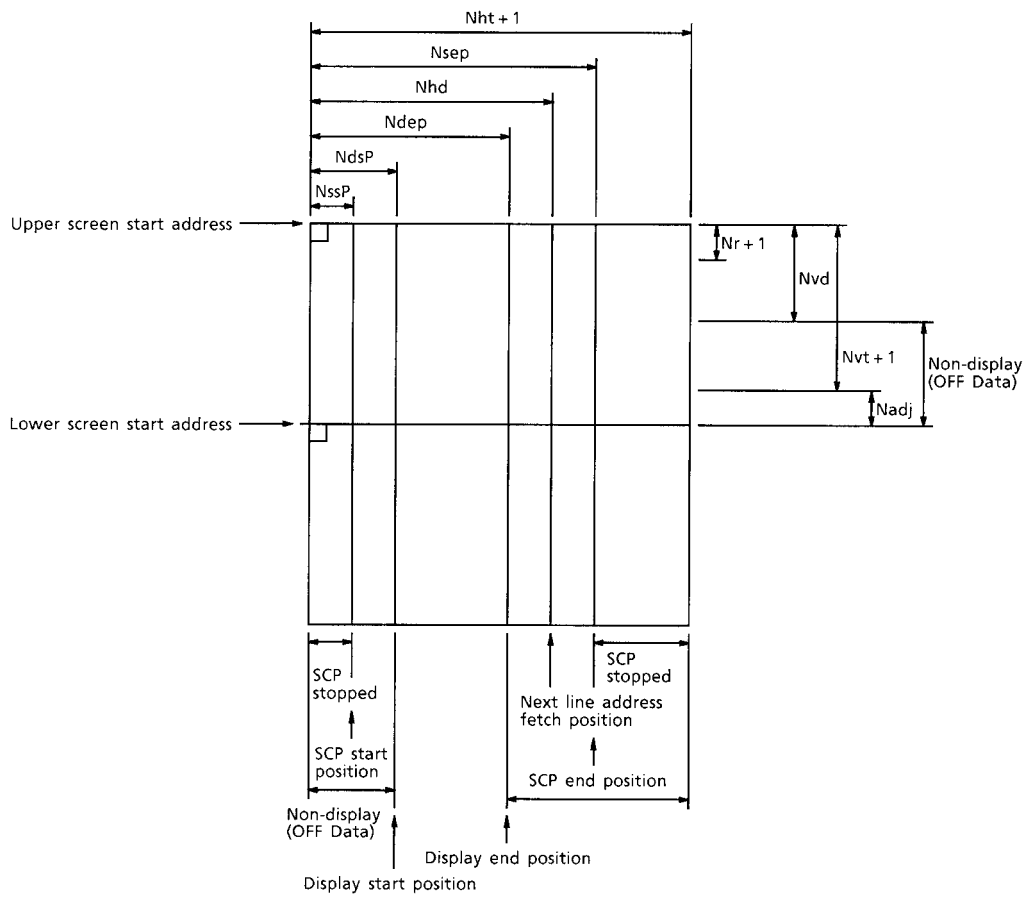 Nht + 1
Nsep
Nhd
Ndep
NdsP
NssP
Upper screen start address
Nr + 1
Nvd
Nvt + 1
Non-display
(OFF Data)
Nadj
Lower screen start address
SCP
stopped
SCP
stopped
Next line address
fetch position
SCP start
position
SCP end position
Non-display
(OFF Data)
Display end position
Display start position